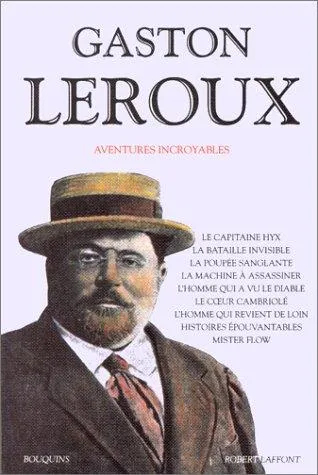 GASTON
LEROUX
AVENTURES INCROYABLES
LE CAPITAINE HYX
LA BATAILLE INVISIBLE
LA POUPÉE SANGLANTE
LA MACHINE À ASSASSINER
L'HOMME QUI A VU LE DIABLE
LE CŒUR CAMBRIOLÉ
L'HOMME QUI REVIENT DE LOIN
HISTOIRES ÉPOUVANTABLES
MISTER FLOW
BOUQUINS
ROBERT LAFFONT